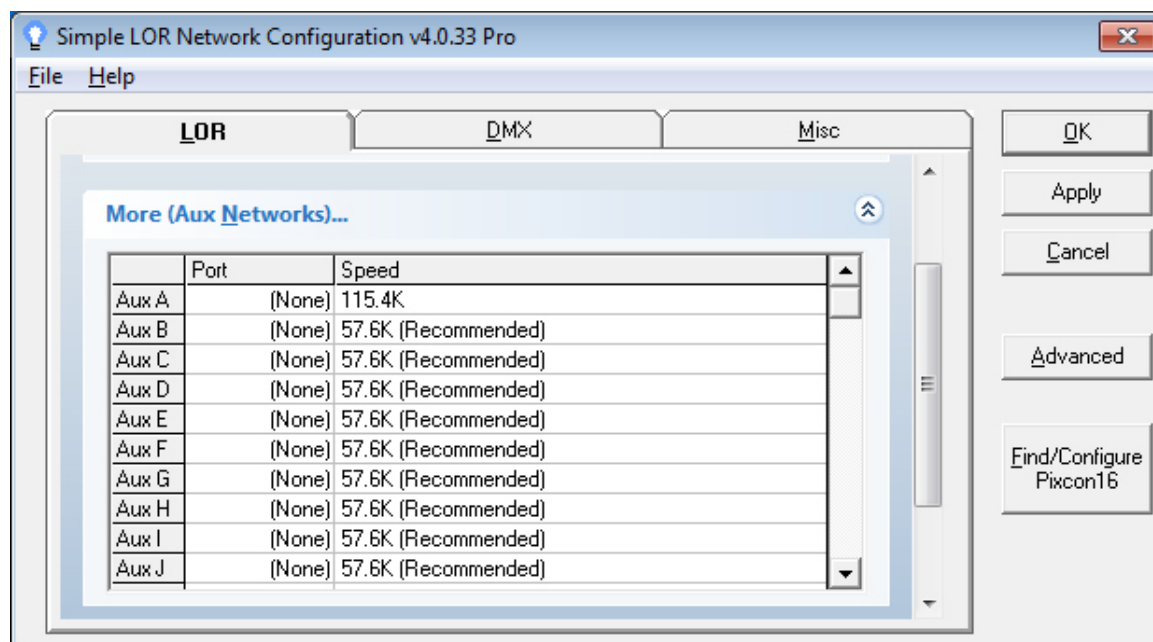 Simple LOR Network Configuration v4.0.33 Pro
File Help
LOR DMX Misc
More (Aux Networks)...
Port Speed
Aux A (None) 115.4K
Aux B (None) 57.6K (Recommended)
Aux C (None) 57.6K (Recommended)
Aux D (None) 57.6K (Recommended)
Aux E (None) 57.6K (Recommended)
Aux F (None) 57.6K (Recommended)
Aux G (None) 57.6K (Recommended)
Aux H (None) 57.6K (Recommended)
Aux I (None) 57.6K (Recommended)
Aux J (None) 57.6K (Recommended)
OK
Apply
Cancel
Advanced
Find/Configure
Pixcon16